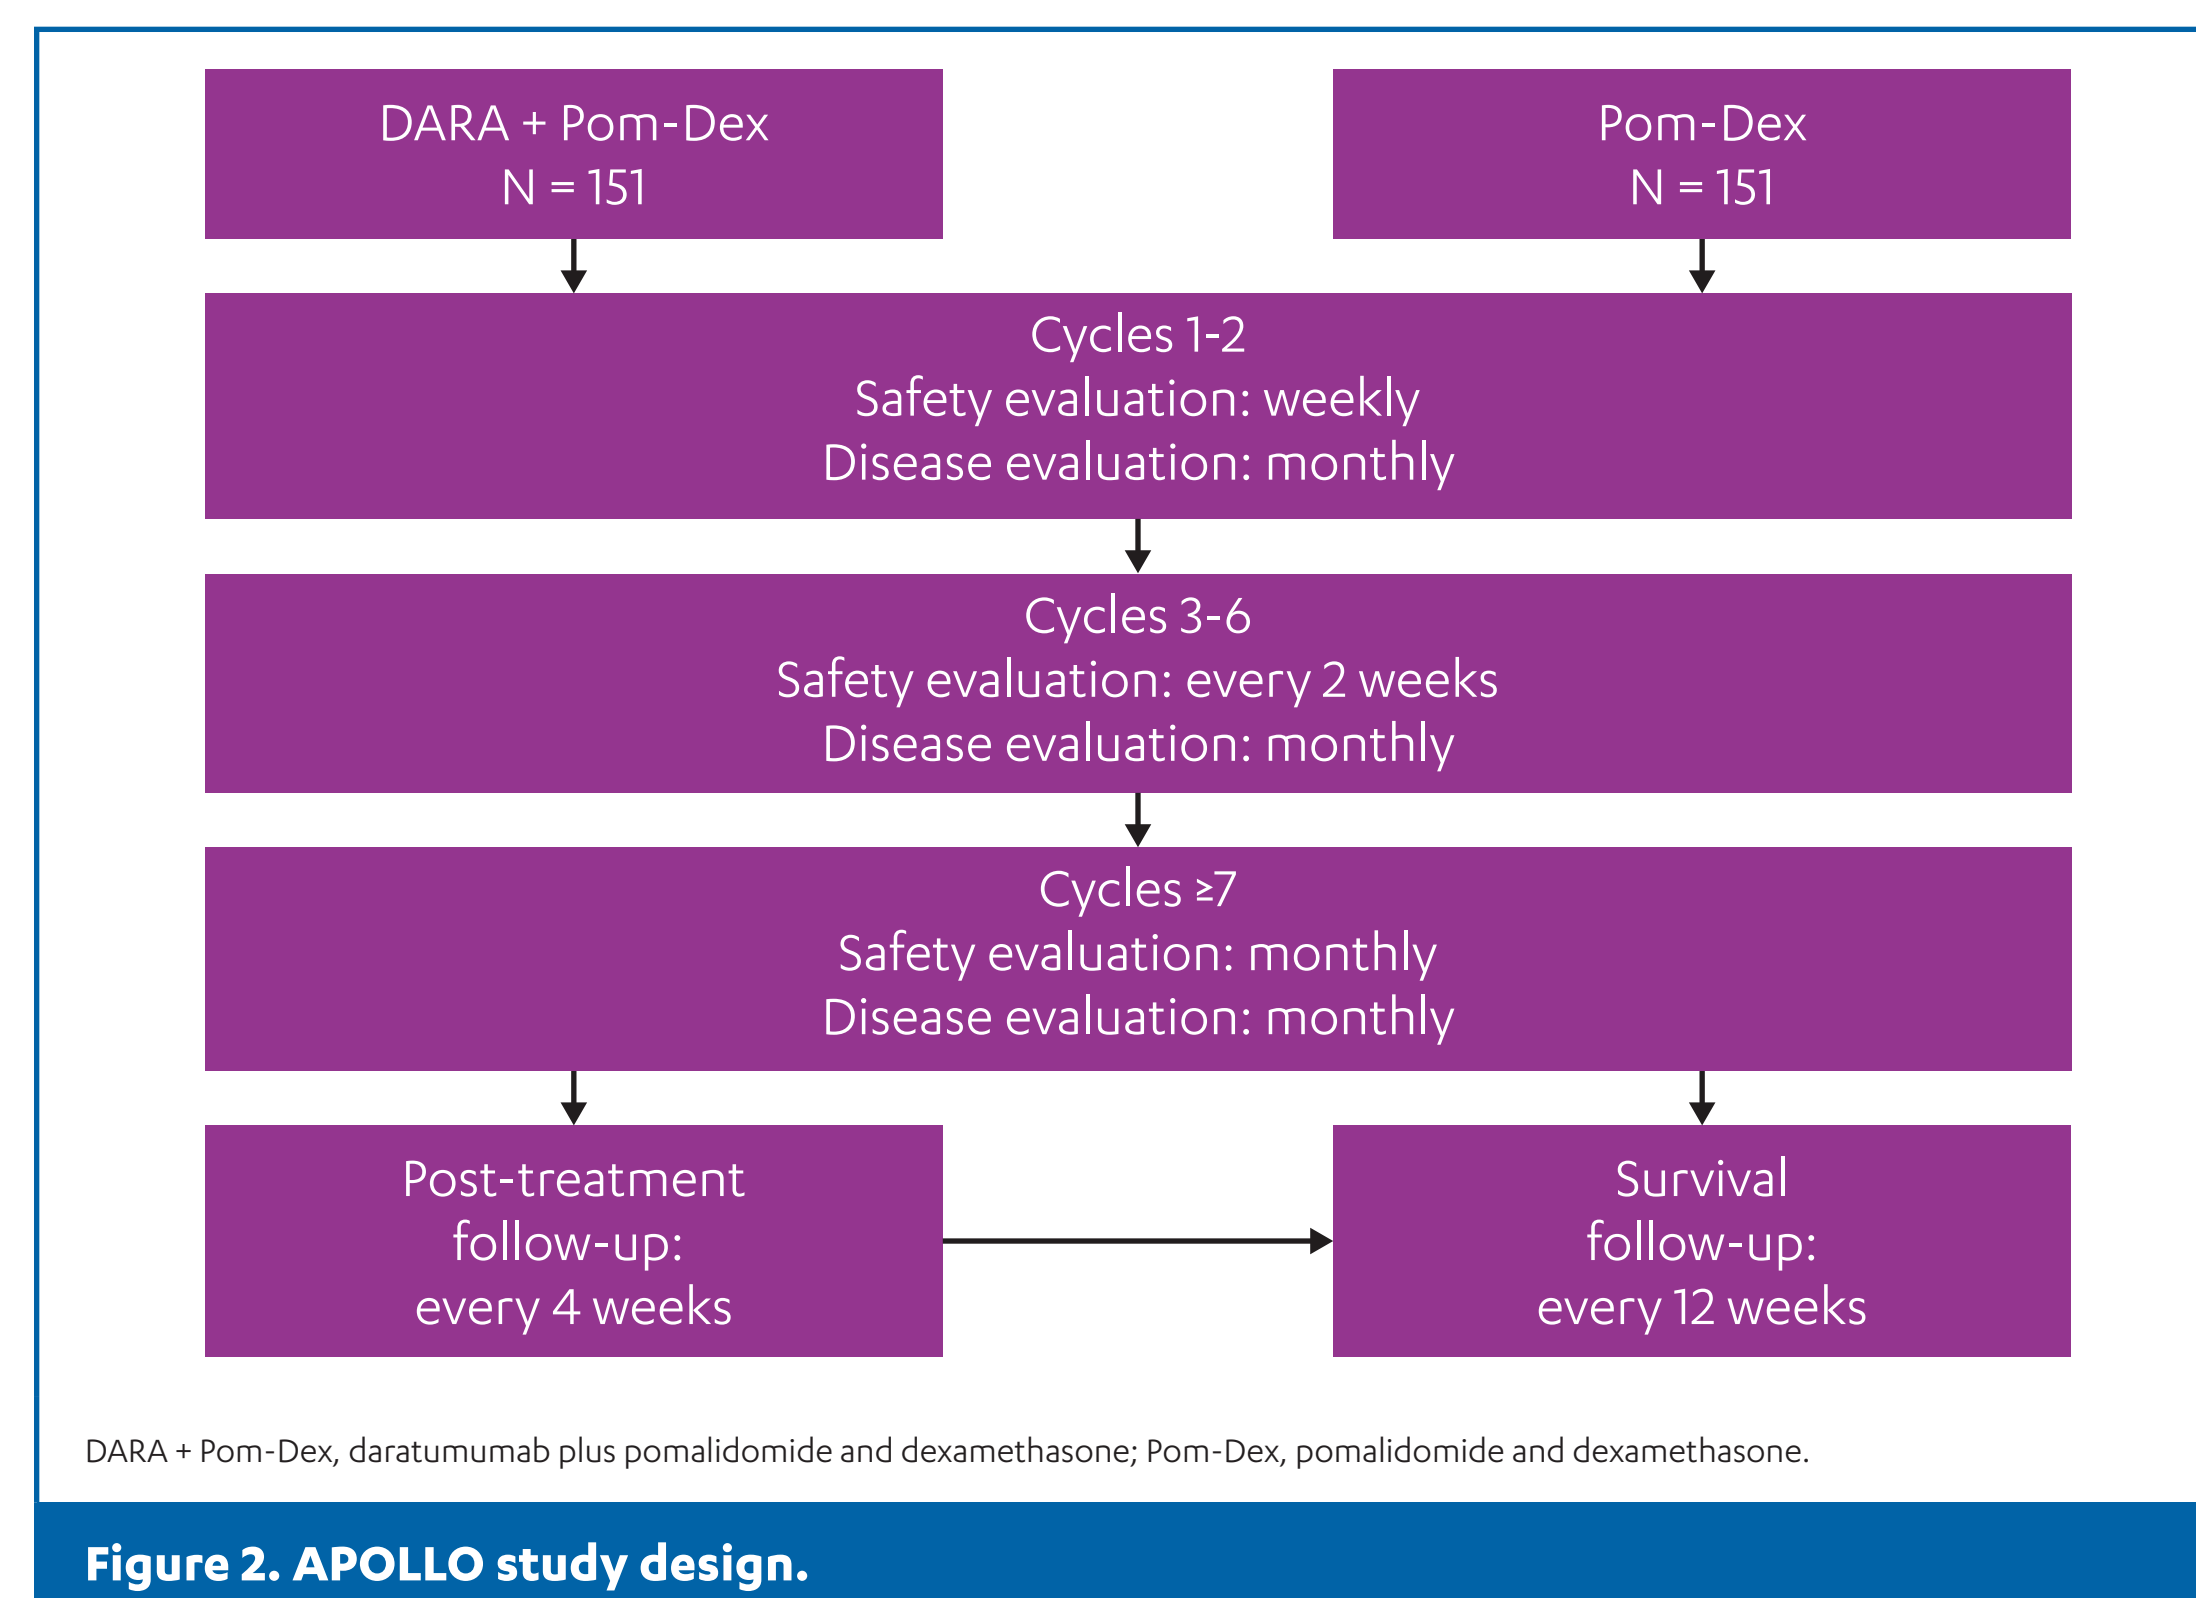 DARA + Pom-Dex
N = 151
Pom-Dex
N = 151
Cycles 1-2
Safety evaluation: weekly
Disease evaluation: monthly
Cycles 3-6
Safety evaluation: every 2 weeks
Disease evaluation: monthly
Cycles ≥7
Safety evaluation: monthly
Disease evaluation: monthly
Post-treatment
follow-up:
every 4 weeks
Survival
follow-up:
every 12 weeks
DARA + Pom-Dex, daratumumab plus pomalidomide and dexamethasone; Pom-Dex, pomalidomide and dexamethasone.
Figure 2. APOLLO study design.